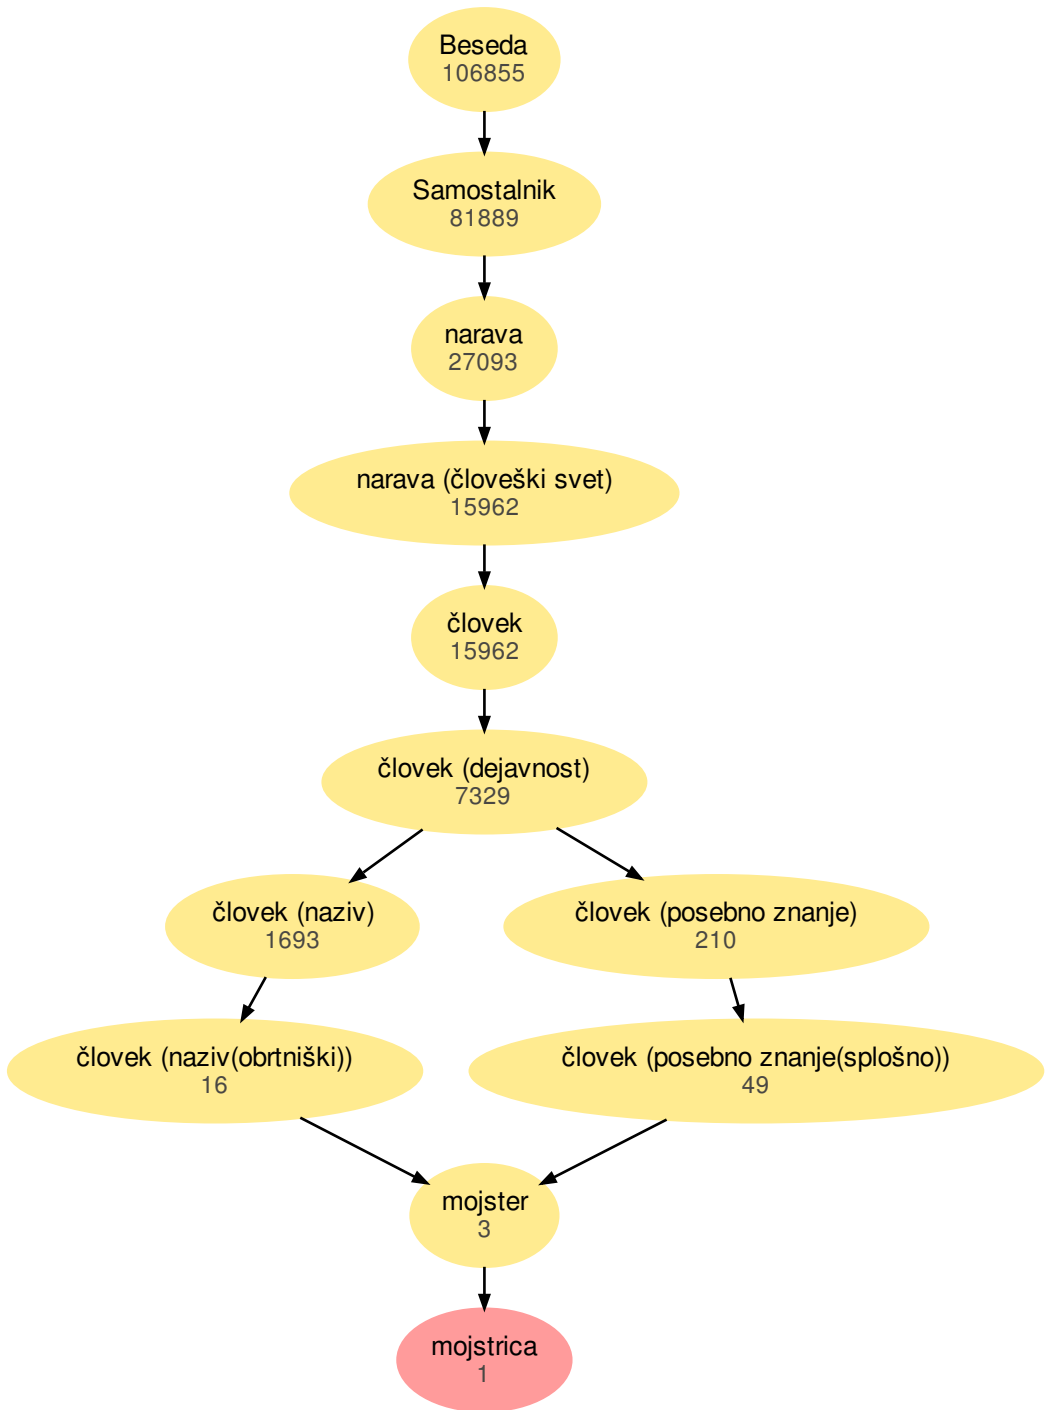 Beseda
106855
Samostalnik
81889
narava
27093
narava (človeški svet)
15962
človek
15962
človek (dejavnost)
7329
človek (naziv)
1693
človek (posebno znanje)
210
človek (naziv(obrtniški))
16
človek (posebno znanje(splošno))
49
mojster
3
mojstrica
1